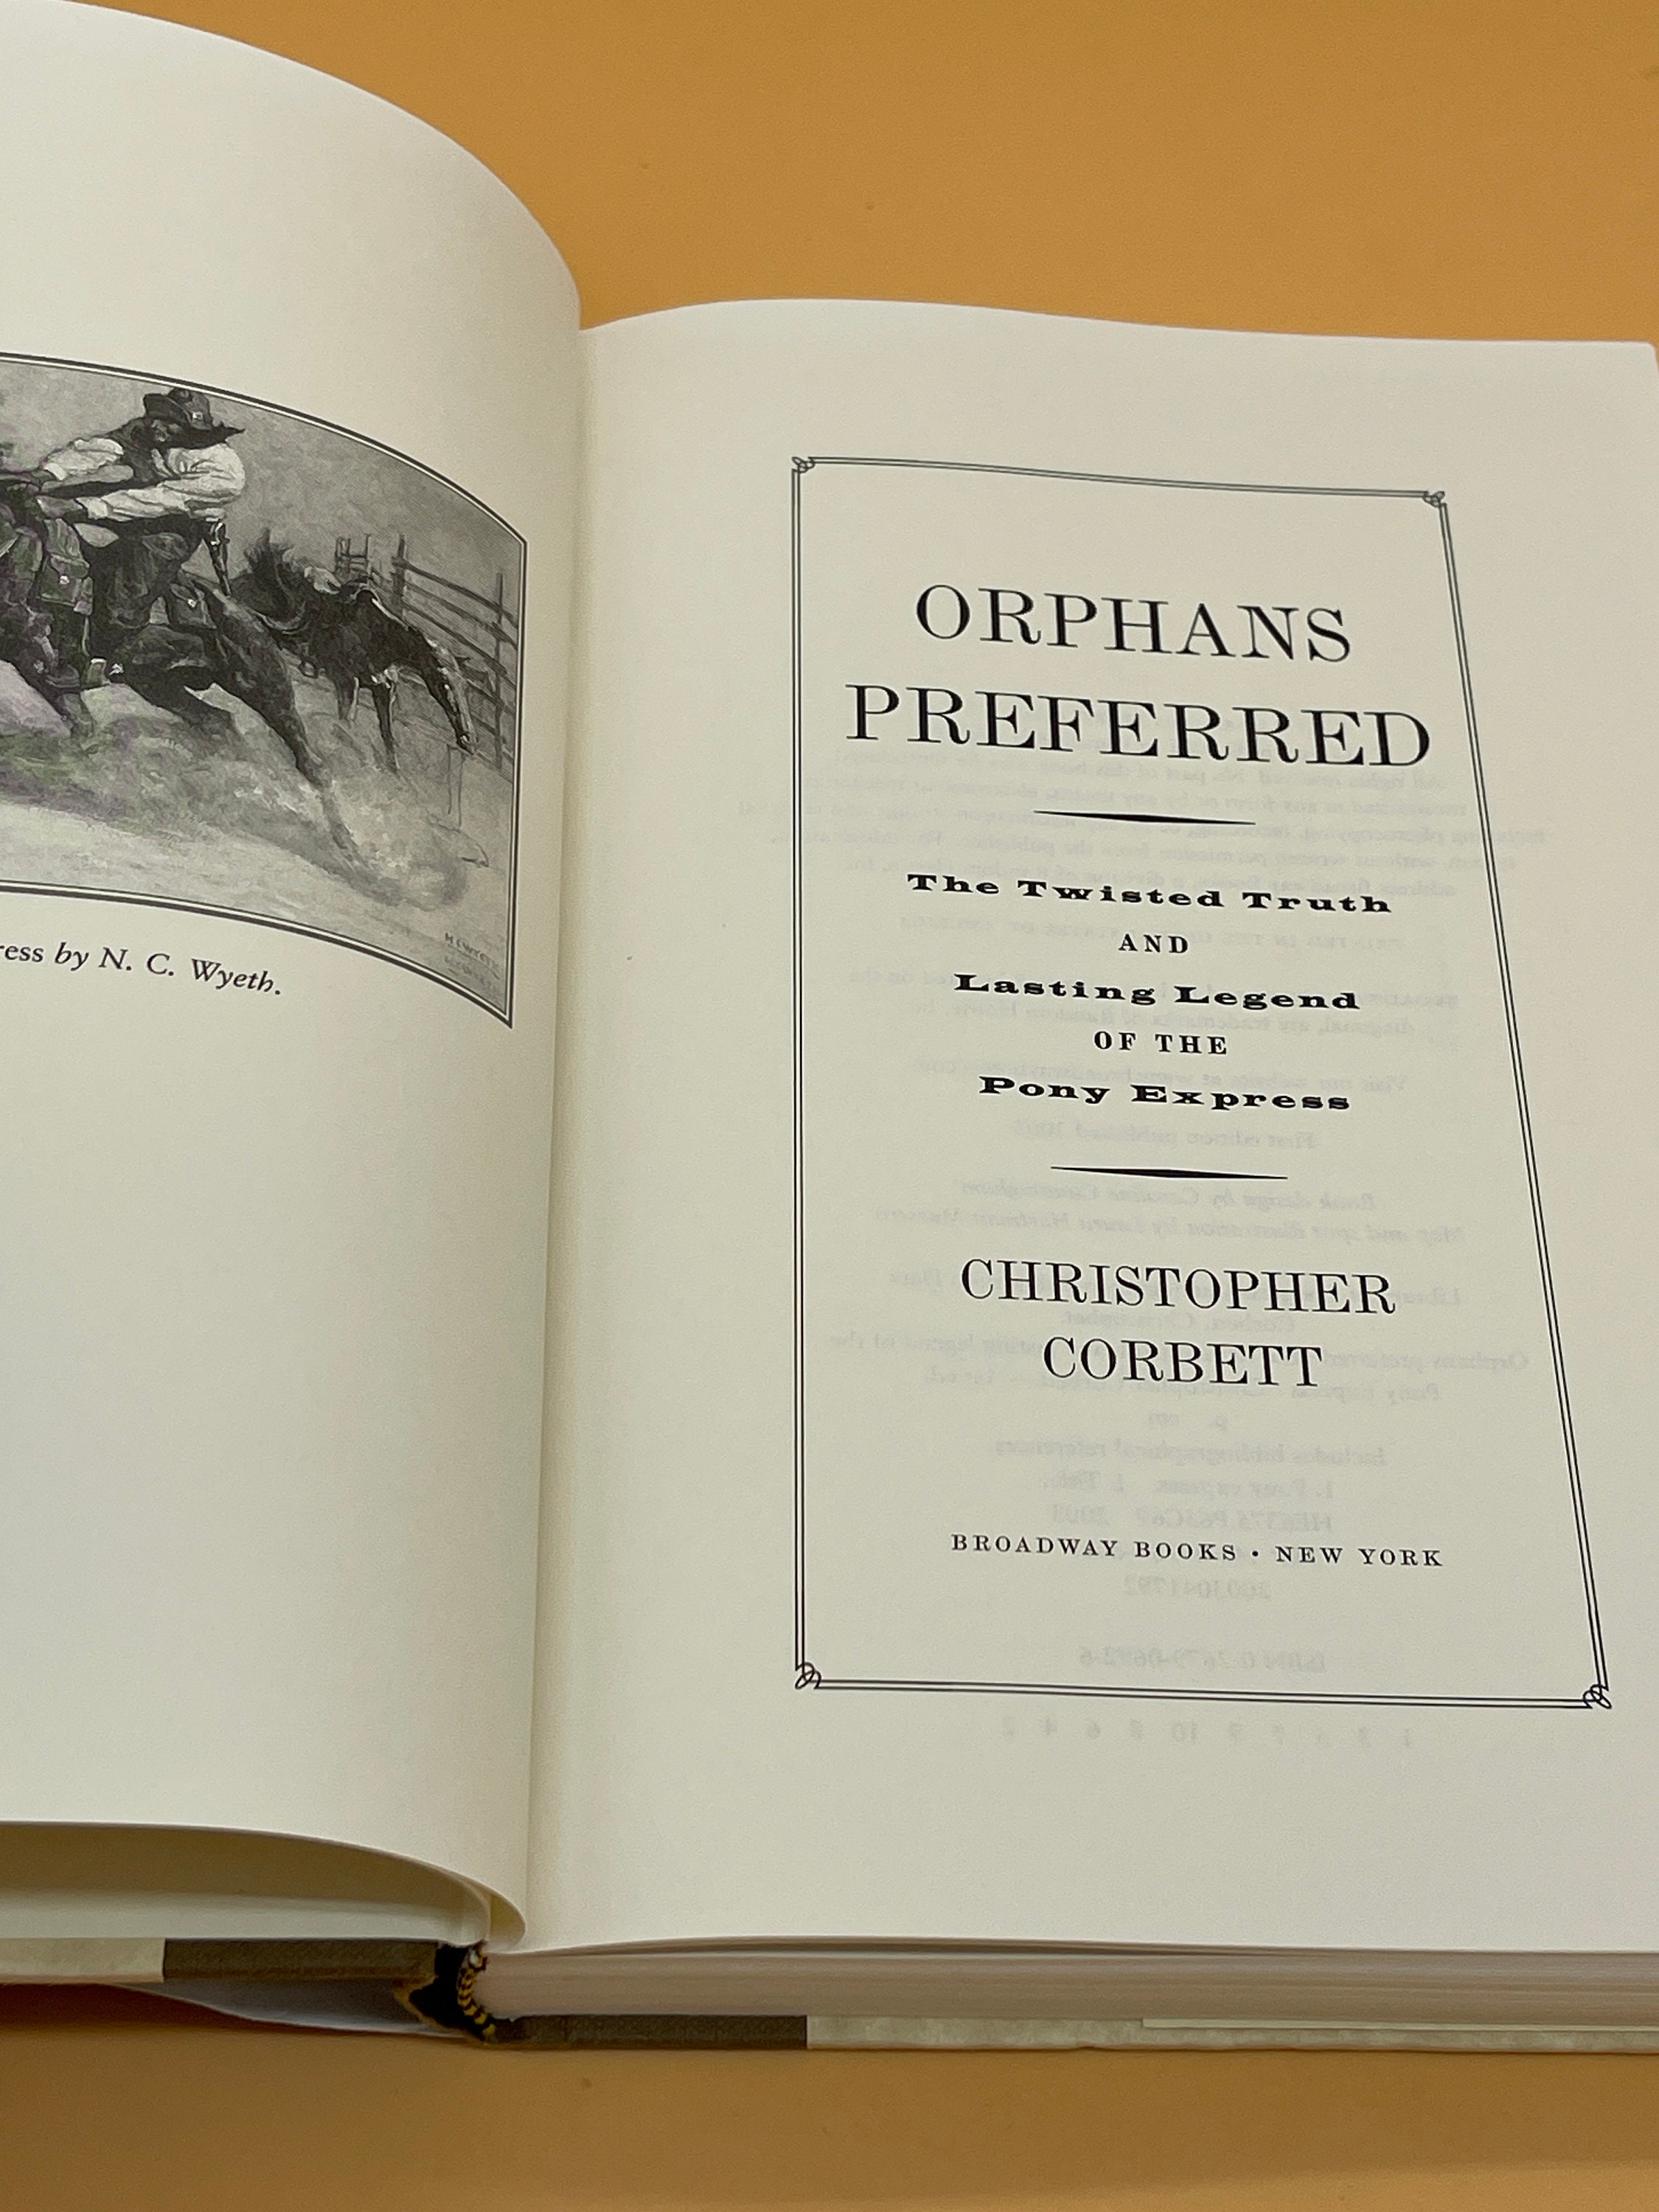 ress by N. C. Wyeth.
ORPHANS
PREFERRED
The Twisted Truth
AND
Lasting Legend
OF THE
Pony Express
CHRISTOPHER
CORBETT
BROADWAY BOOKS • NEW YORK